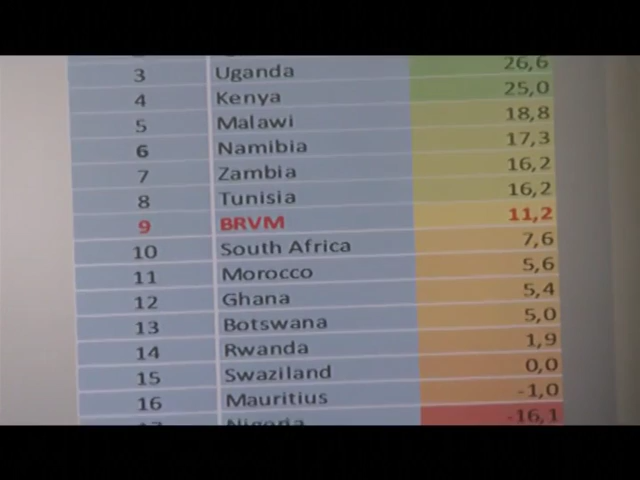 3 Uganda 26,6
4 Kenya 25,0
5 Malawi 18,8
6 Namibia 17,3
7 Zambia 16,2
8 Tunisia 16,2
9 BRVM 11,2
10 South Africa 7,6
11 Morocco 5,6
12 Ghana 5,4
13 Botswana 5,0
14 Rwanda 1,9
15 Swaziland 0,0
16 Mauritius -1,0
17 Nigeria -16,1